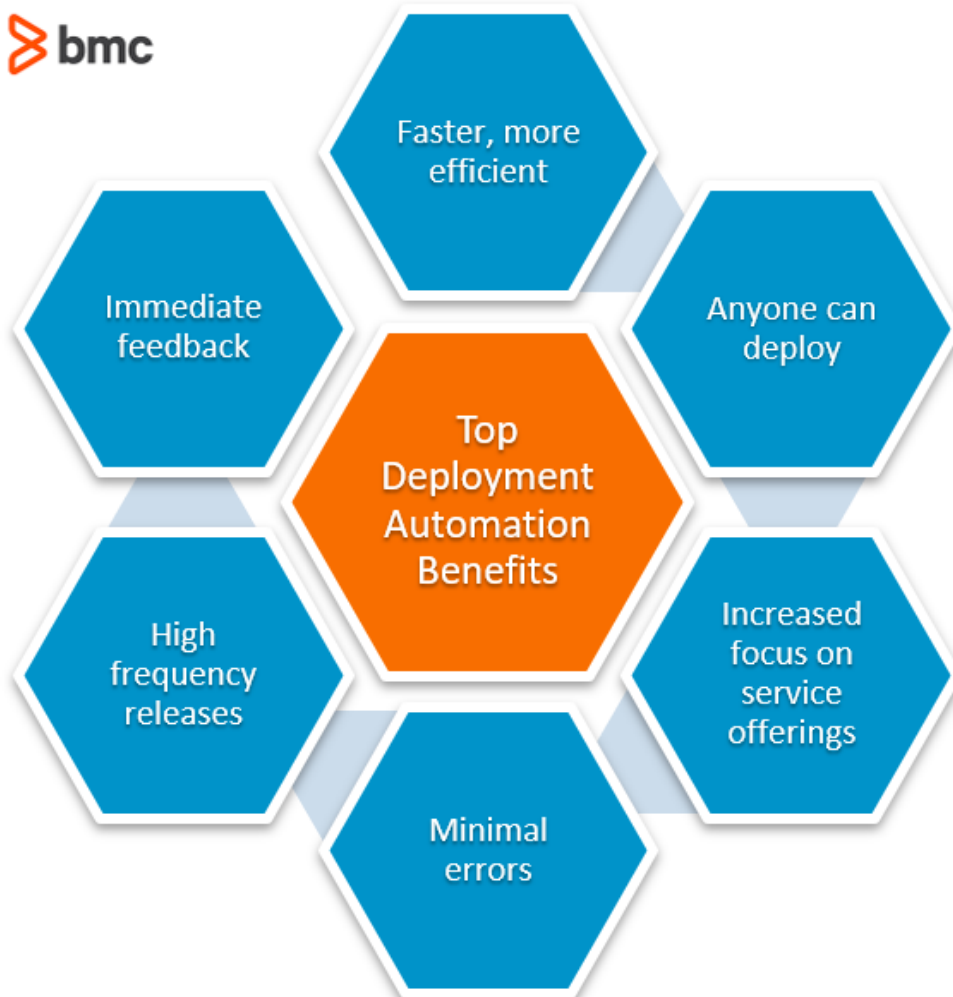 bmc
Faster, more
efficient
Anyone can
deploy
Increased
focus on
service
offerings
Minimal
errors
High
frequency
releases
Immediate
feedback
Top
Deployment
Automation
Benefits